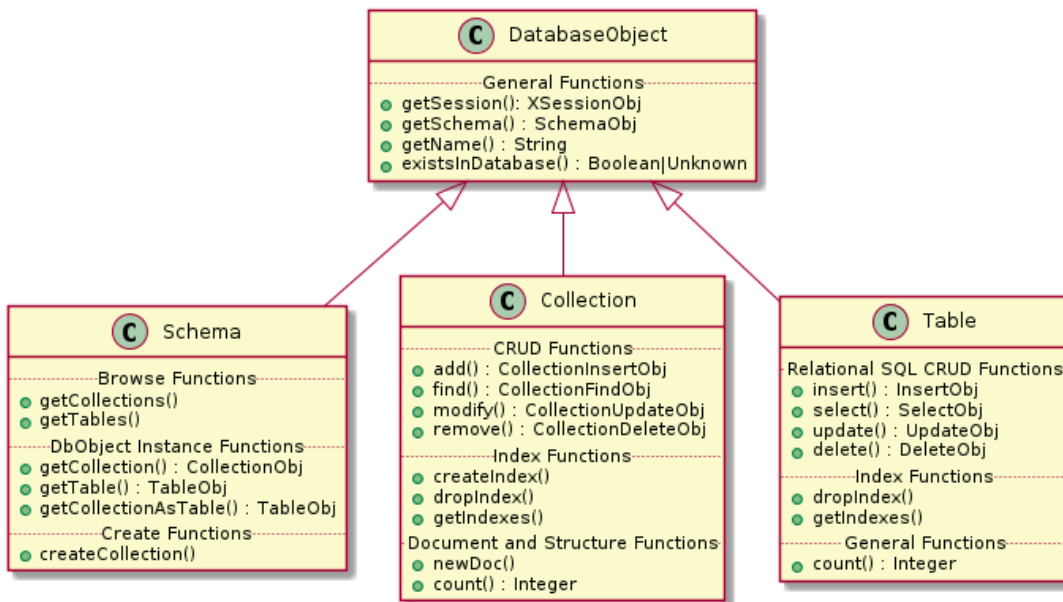 C DatabaseObject
General Functions
getSession(): XSessionObj
getSchema() : SchemaObj
getName() : String
existsInDatabase() : Boolean|Unknown
C Schema
Browse Functions
getCollections()
getTables()
DbObject Instance Functions
getCollection() : CollectionObj
getTable() : TableObj
getCollectionAsTable() : TableObj
Create Functions
createCollection()
C Collection
CRUD Functions
add() : CollectionInsertObj
find() : CollectionFindObj
modify() : CollectionUpdateObj
remove() : CollectionDeleteObj
Index Functions
createIndex()
dropIndex()
getIndexes()
Document and Structure Functions
newDoc()
count() : Integer
C Table
Relational SQL CRUD Functions
insert() : InsertObj
select() : SelectObj
update() : UpdateObj
delete() : DeleteObj
Index Functions
dropIndex()
getIndexes()
General Functions
count() : Integer